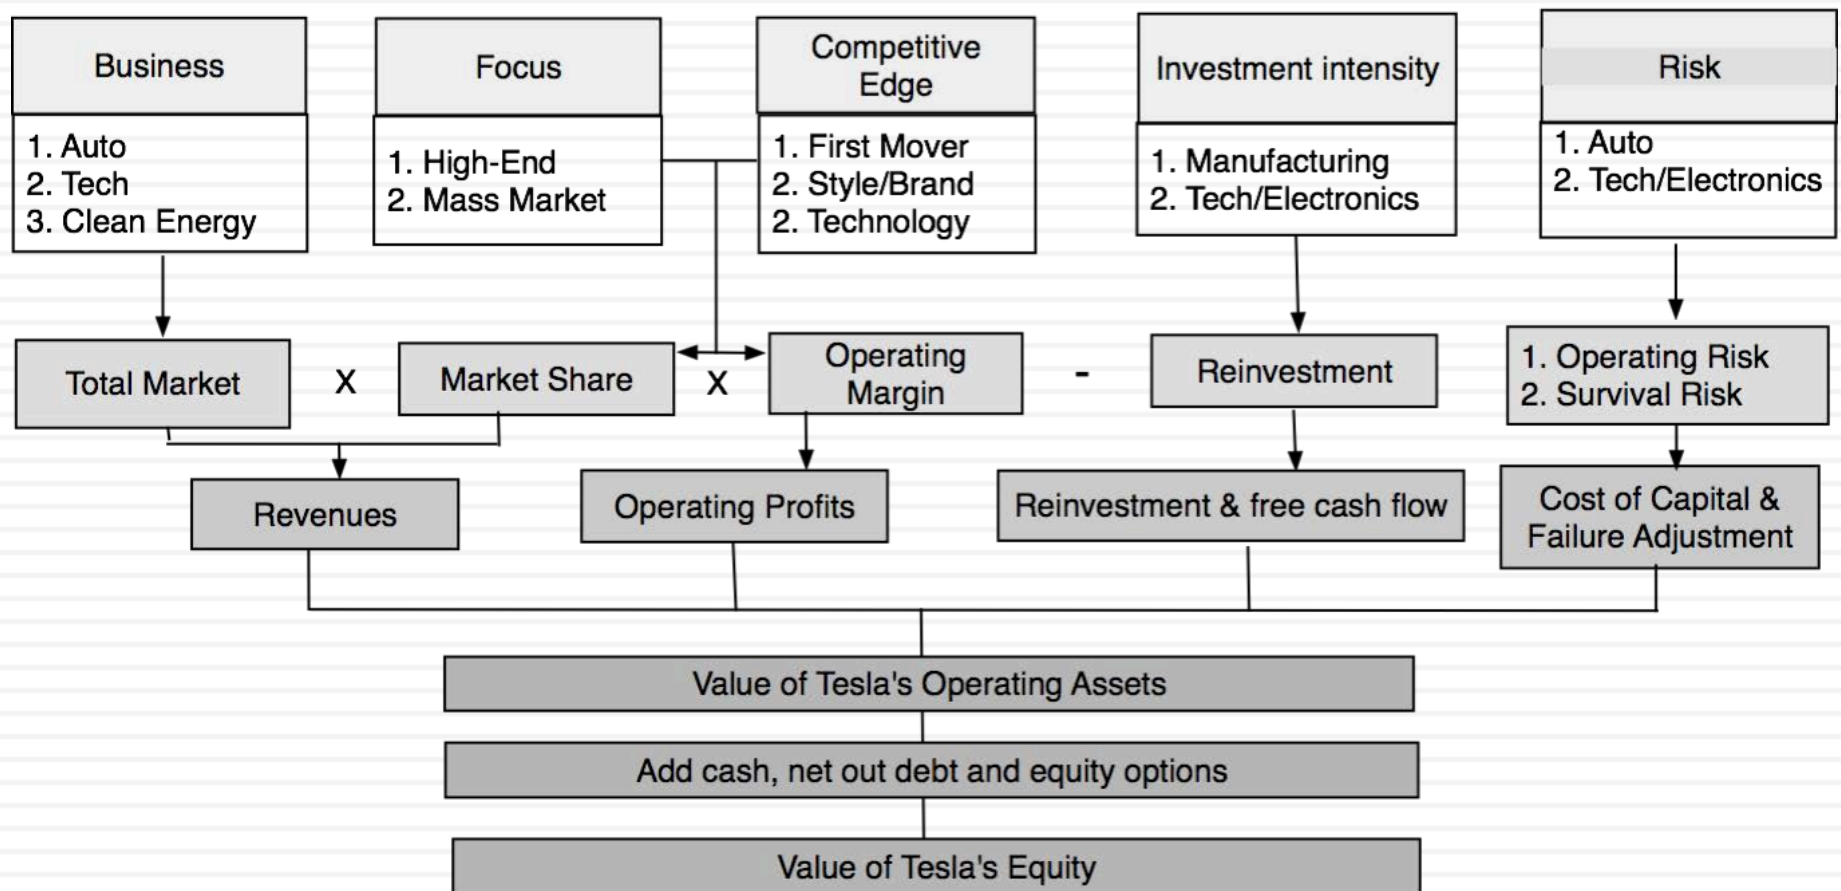 Business
1. Auto
2. Tech
3. Clean Energy
Focus
1. High-End
2. Mass Market
Competitive
Edge
1. First Mover
2. Style/Brand
2. Technology
Investment intensity
1. Manufacturing
2. Tech/Electronics
Risk
1. Auto
2. Tech/Electronics
Total Market
X
Market Share
X
Operating
Margin
-
Reinvestment
1. Operating Risk
2. Survival Risk
Revenues
Operating Profits
Reinvestment & free cash flow
Cost of Capital &
Failure Adjustment
Value of Tesla's Operating Assets
Add cash, net out debt and equity options
Value of Tesla's Equity